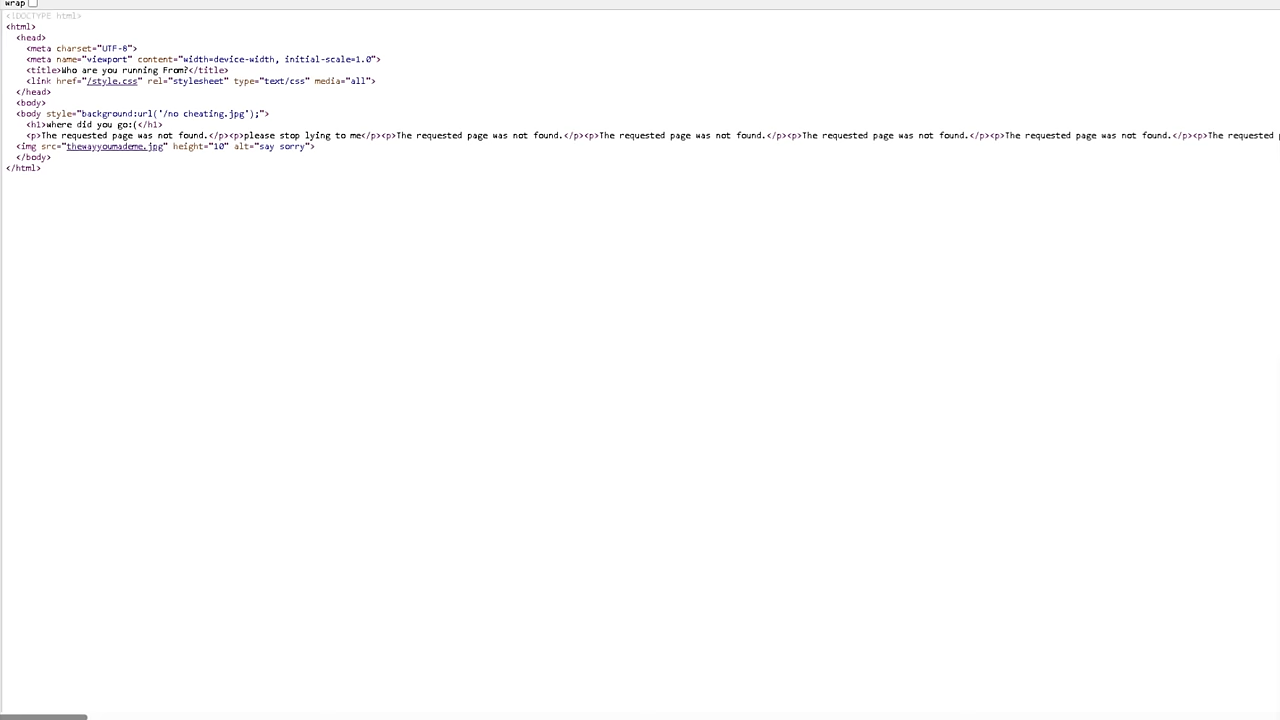 wrap
<!DOCTYPE html>
<html>
<head>
<meta charset="UTF-8">
<meta name="viewport" content="width=device-width, initial-scale=1.0">
<title>Who are you running From?</title>
<link href="/style.css" rel="stylesheet" type="text/css" media="all">
</head>
<body>
<body style="background:url('/no cheating.jpg');">
<h1>where did you go:(</h1>
<p>The requested page was not found.</p><p>please stop lying to me</p><p>The requested page was not found.</p><p>The requested page was not found.</p><p>The requested page was not found.</p><p>The requested page was not found.</p><p>The requested
<img src="thewayyoumademe.jpg" height="10" alt="say sorry">
</body>
</html>